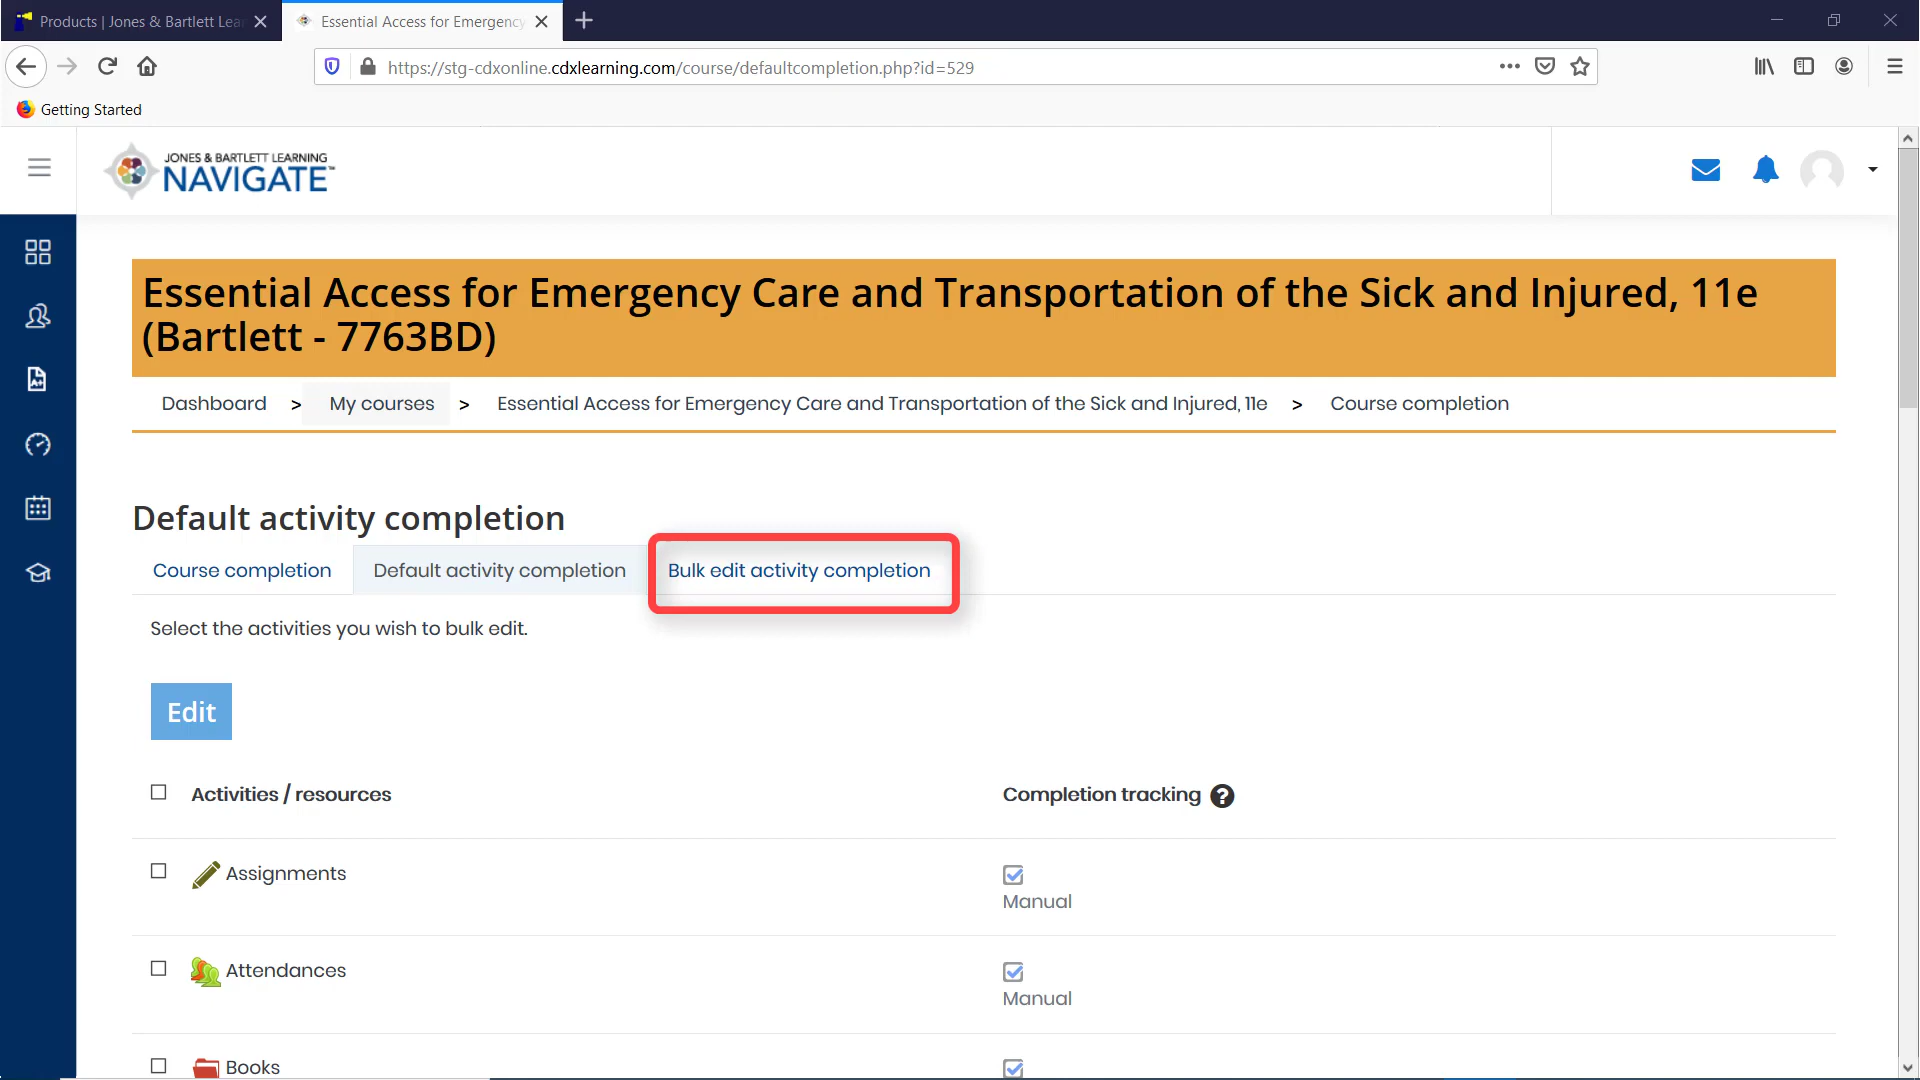 Products | Jones & Bartlett Lea
Essential Access for Emergency
https://stg-cdxonline.cdxlearning.com/course/defaultcompletion.php?id=529
Getting Started
JONES & BARTLETT LEARNING
NAVIGATE™
Essential Access for Emergency Care and Transportation of the Sick and Injured, 11e
(Bartlett - 7763BD)
Dashboard > My courses > Essential Access for Emergency Care and Transportation of the Sick and Injured, 11e > Course completion
Default activity completion
Course completion Default activity completion Bulk edit activity completion
Select the activities you wish to bulk edit.
Edit
Activities / resources Completion tracking ?
Assignments
Manual
Attendances
Manual
Books